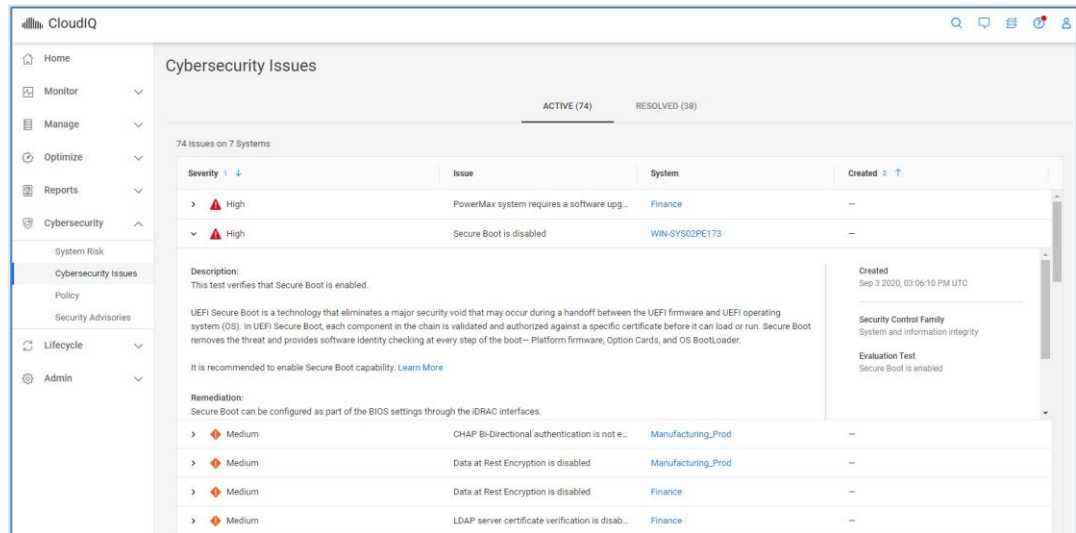 CloudIQ
Home
Monitor
Manage
Optimize
Reports
Cybersecurity
System Risk
Cybersecurity Issues
Policy
Security Advisories
Lifecycle
Admin
Cybersecurity Issues
ACTIVE (74) RESOLVED (38)
74 Issues on 7 Systems
Severity 1 ↓ Issue System Created 2 ↑
High PowerMax system requires a software upg... Finance —
High Secure Boot is disabled WIN-SYS02PE173 —
Description:
This test verifies that Secure Boot is enabled.
UEFI Secure Boot is a technology that eliminates a major security void that may occur during a handoff between the UEFI firmware and UEFI operating
system (OS). In UEFI Secure Boot, each component in the chain is validated and authorized against a specific certificate before it can load or run. Secure Boot
removes the threat and provides software identity checking at every step of the boot— Platform firmware, Option Cards, and OS BootLoader.
It is recommended to enable Secure Boot capability. Learn More
Remediation:
Secure Boot can be configured as part of the BIOS settings through the iDRAC interfaces.
Created
Sep 3 2020, 03:06:10 PM UTC
Security Control Family
System and information integrity
Evaluation Test
Secure Boot is enabled
Medium CHAP Bi-Directional authentication is not e... Manufacturing_Prod —
Medium Data at Rest Encryption is disabled Manufacturing_Prod —
Medium Data at Rest Encryption is disabled Finance —
Medium LDAP server certificate verification is disab... Finance —